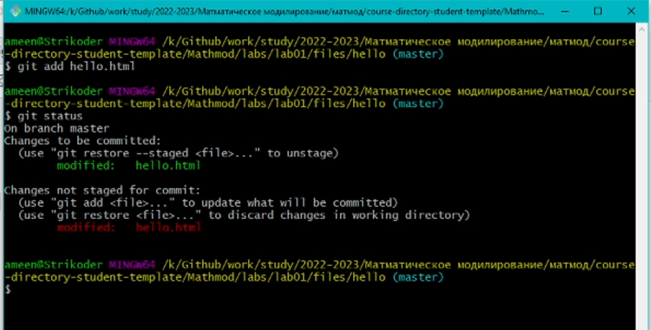 MINGW64:/k/Github/work/study/2022-2023/Матматическое модилирование/матмод/course-directory-student-template/Mathmo...
ameen@Strikoder MINGW64 /k/Github/work/study/2022-2023/Матматическое модилирование/матмод/course
-directory-student-template/Mathmod/labs/lab01/files/hello (master)
$ git add hello.html
ameen@Strikoder MINGW64 /k/Github/work/study/2022-2023/Матматическое модилирование/матмод/course
-directory-student-template/Mathmod/labs/lab01/files/hello (master)
$ git status
On branch master
Changes to be committed:
(use "git restore --staged <file>..." to unstage)
modified: hello.html
Changes not staged for commit:
(use "git add <file>..." to update what will be committed)
(use "git restore <file>..." to discard changes in working directory)
modified: hello.html
ameen@Strikoder MINGW64 /k/Github/work/study/2022-2023/Матматическое модилирование/матмод/course
-directory-student-template/Mathmod/labs/lab01/files/hello (master)
$